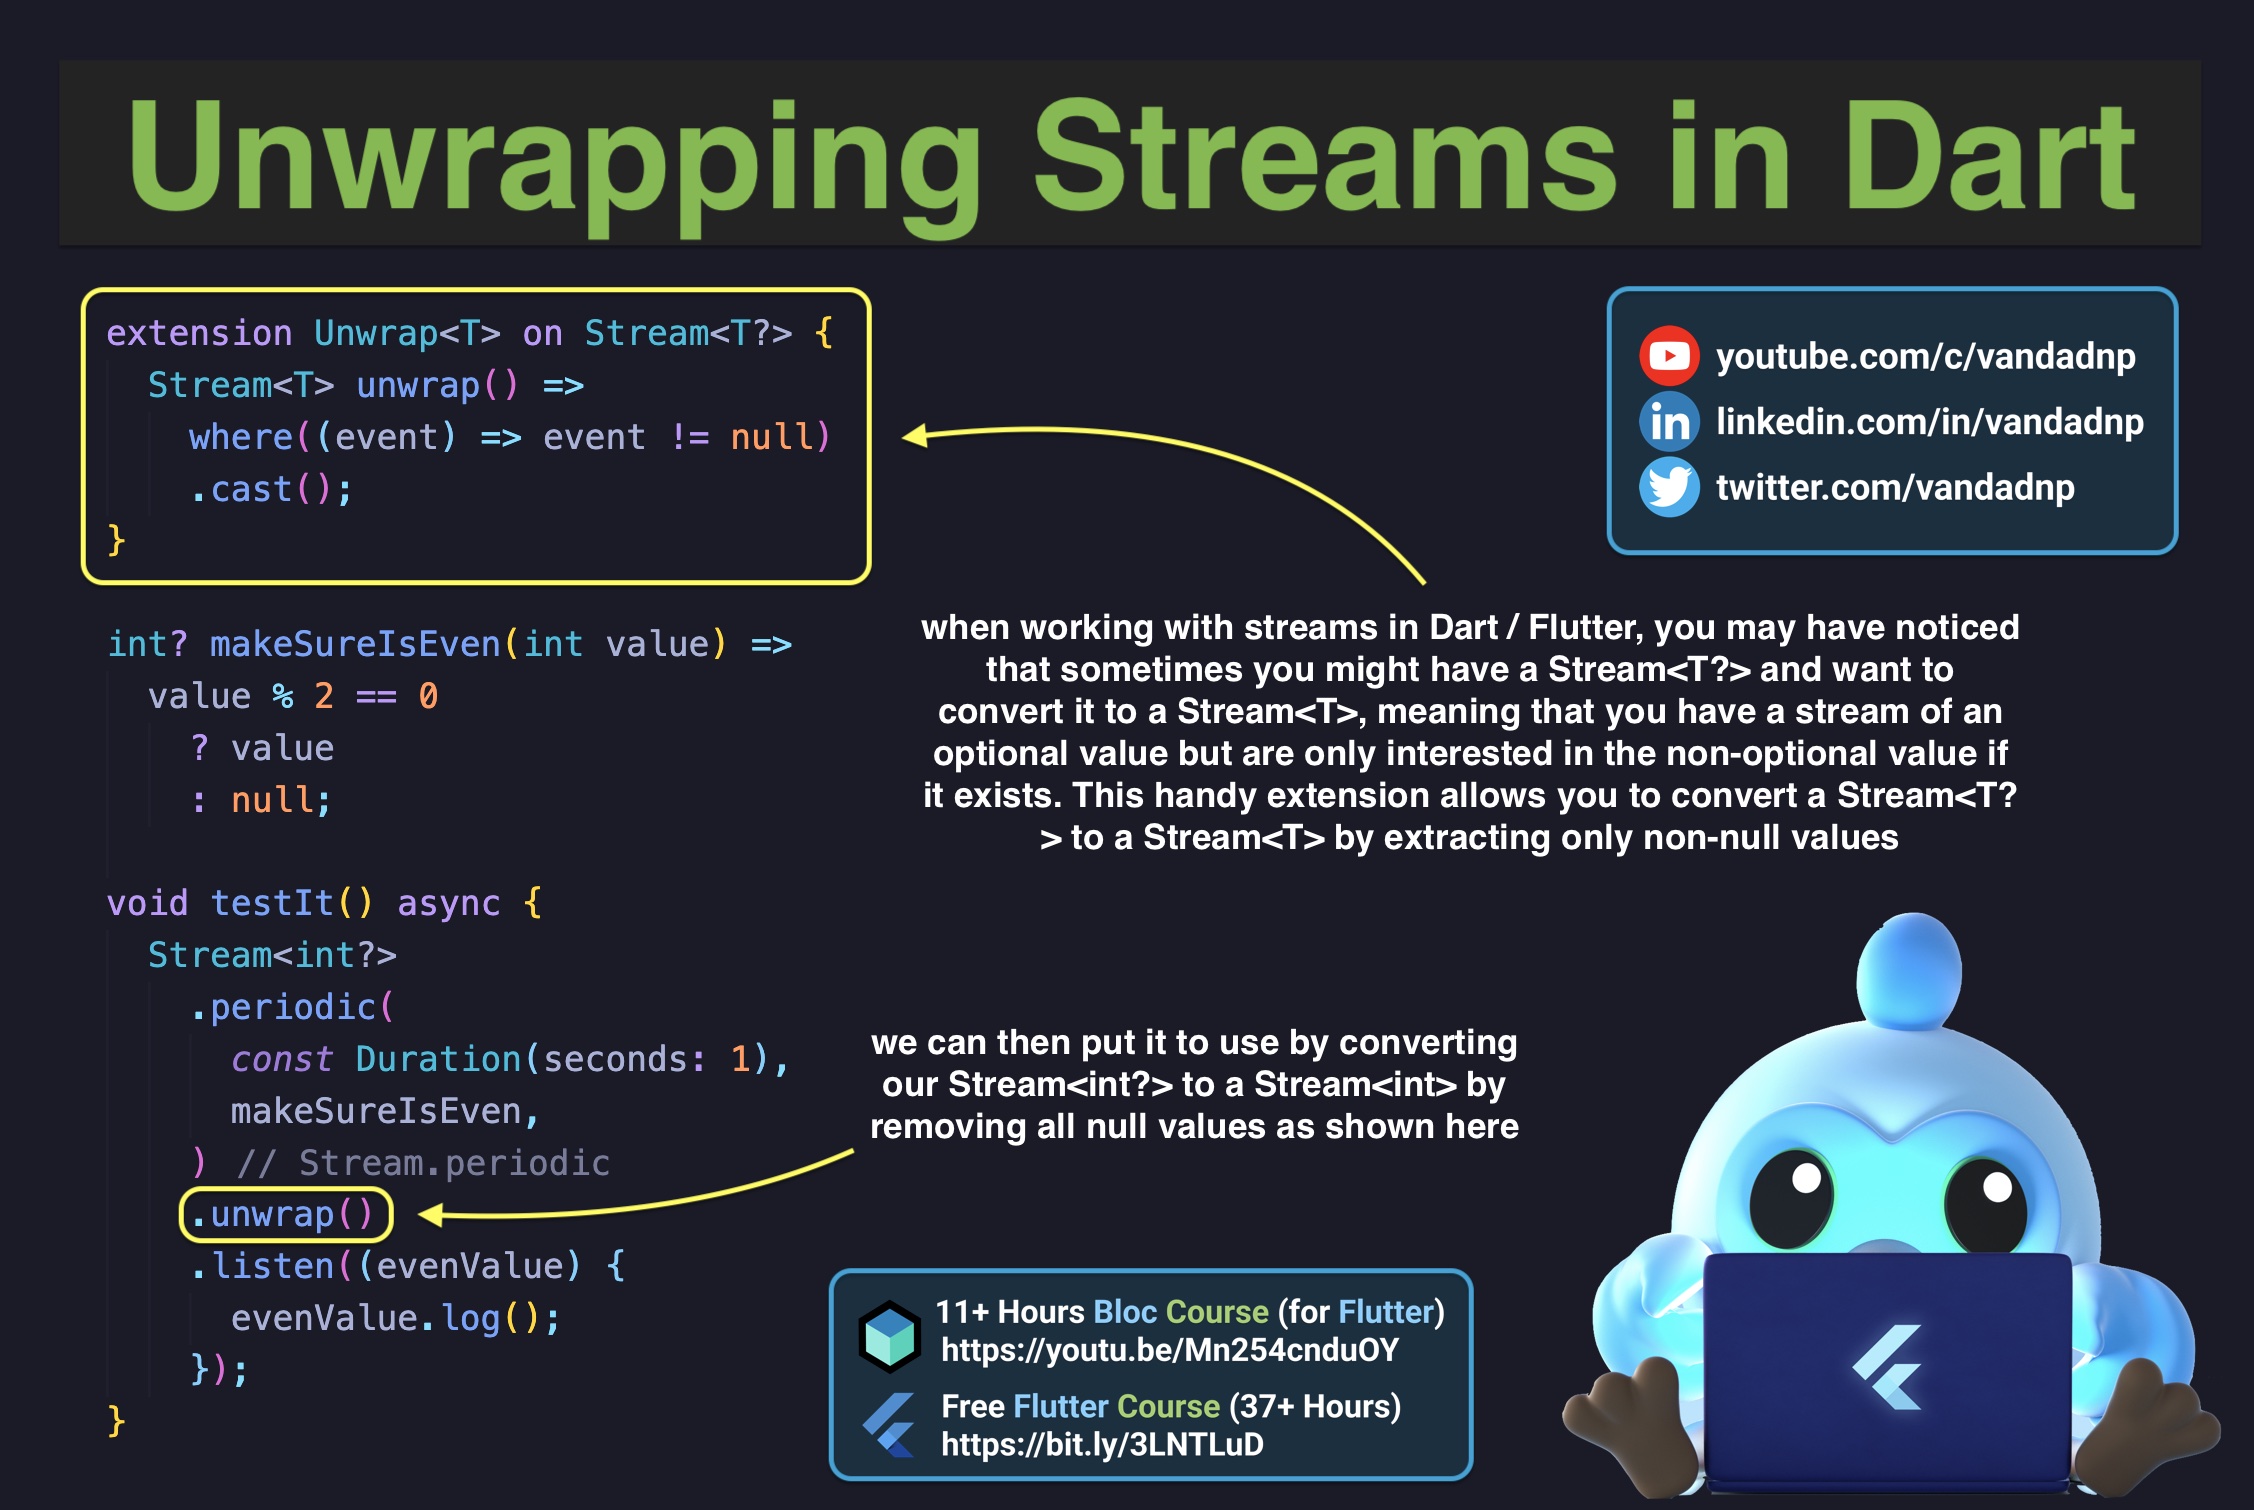 Unwrapping Streams in Dart
extension Unwrap<T> on Stream<T?> {
  Stream<T> unwrap() =>
    where((event) => event != null)
    .cast();
}
youtube.com/c/vandadnp
linkedin.com/in/vandadnp
twitter.com/vandadnp
when working with streams in Dart / Flutter, you may have noticed
that sometimes you might have a Stream<T?> and want to
convert it to a Stream<T>, meaning that you have a stream of an
optional value but are only interested in the non-optional value if
it exists. This handy extension allows you to convert a Stream<T?
> to a Stream<T> by extracting only non-null values
int? makeSureIsEven(int value) =>
  value % 2 == 0
    ? value
    : null;
void testIt() async {
  Stream<int?>
    .periodic(
      const Duration(seconds: 1),
      makeSureIsEven,
    ) // Stream.periodic
    .unwrap()
    .listen((evenValue) {
      evenValue.log();
    });
}
we can then put it to use by converting
our Stream<int?> to a Stream<int> by
removing all null values as shown here
11+ Hours Bloc Course (for Flutter)
https://youtu.be/Mn254cnduOY
Free Flutter Course (37+ Hours)
https://bit.ly/3LNTLuD